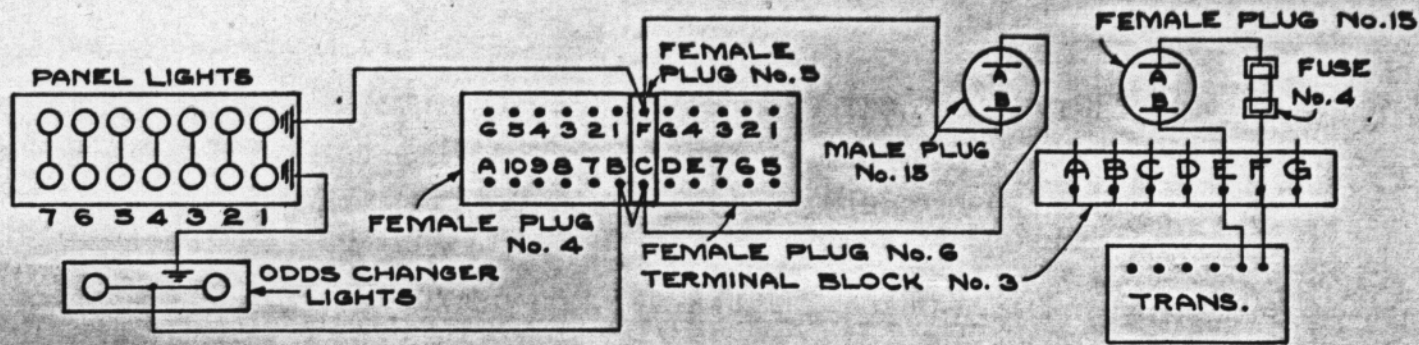 PANEL LIGHTS
7 6 5 4 3 2 1
ODDS CHANGER
LIGHTS
FEMALE
PLUG No. 5
G 5 4 3 2 1 F G 4 3 2 1
A 10 9 8 7 B C D E 7 6 5
FEMALE PLUG
No. 4
FEMALE PLUG No. 6
TERMINAL BLOCK No. 3
A
B
MALE PLUG
No. 15
FEMALE PLUG No. 15
A
B
FUSE
No. 4
A B C D E F G
TRANS.